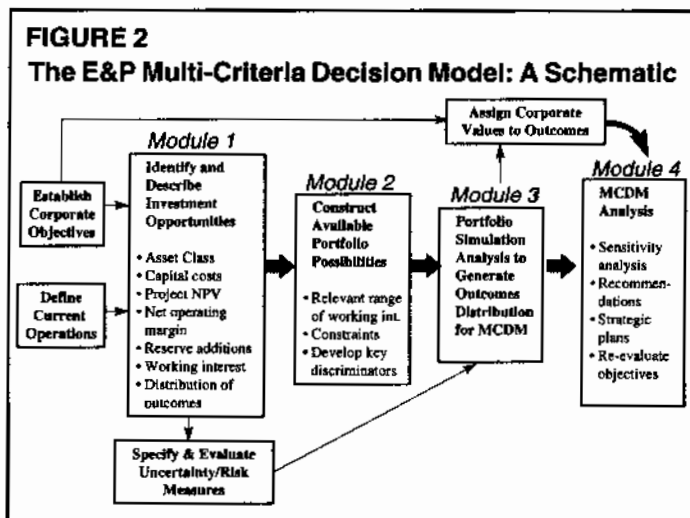 FIGURE 2
The E&P Multi-Criteria Decision Model: A Schematic
Assign Corporate
Values to Outcomes
Module 1
Identify and
Describe
Investment
Opportunities
• Asset Class
• Capital costs
• Project NPV
• Net operating
margin
• Reserve additions
• Working interest
• Distribution of
outcomes
Establish
Corporate
Objectives
Define
Current
Operations
Module 2
Construct
Available
Portfolio
Possibilities
• Relevant range
of working int.
• Constraints
• Develop key
discriminators
Module 3
Portfolio
Simulation
Analysis to
Generate
Outcomes
Distribution
for MCDM
Module 4
MCDM
Analysis
• Sensitivity
analysis
• Recommen-
dations
• Strategic
plans
• Re-evaluate
objectives
Specify & Evaluate
Uncertainty/Risk
Measures